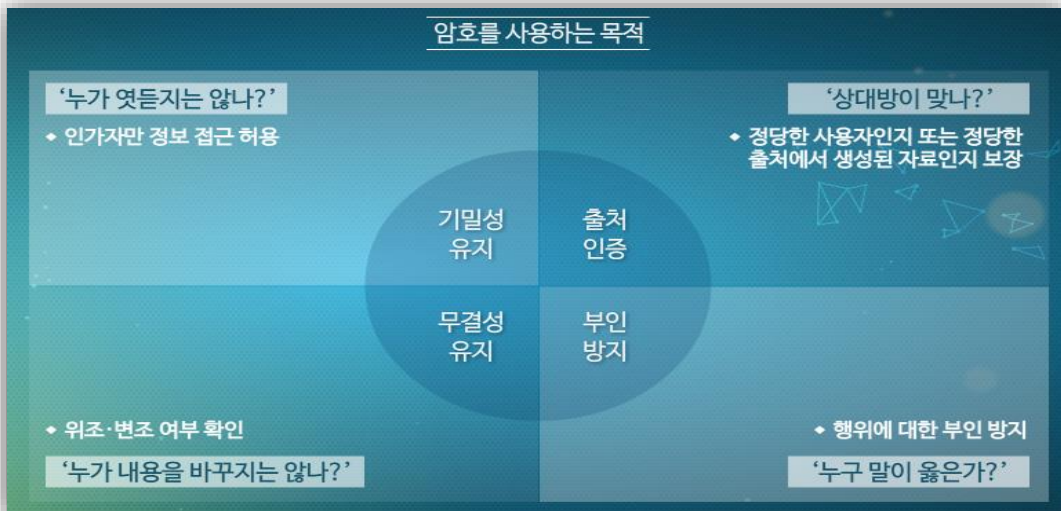 암호를 사용하는 목적
‘누가 엿듣지는 않나?’
◆ 인가자만 정보 접근 허용
‘상대방이 맞나?’
◆ 정당한 사용자인지 또는 정당한
출처에서 생성된 자료인지 보장
기밀성
유지
출처
인증
무결성
유지
부인
방지
◆ 위조·변조 여부 확인
‘누가 내용을 바꾸지는 않나?’
◆ 행위에 대한 부인 방지
‘누구 말이 옳은가?’